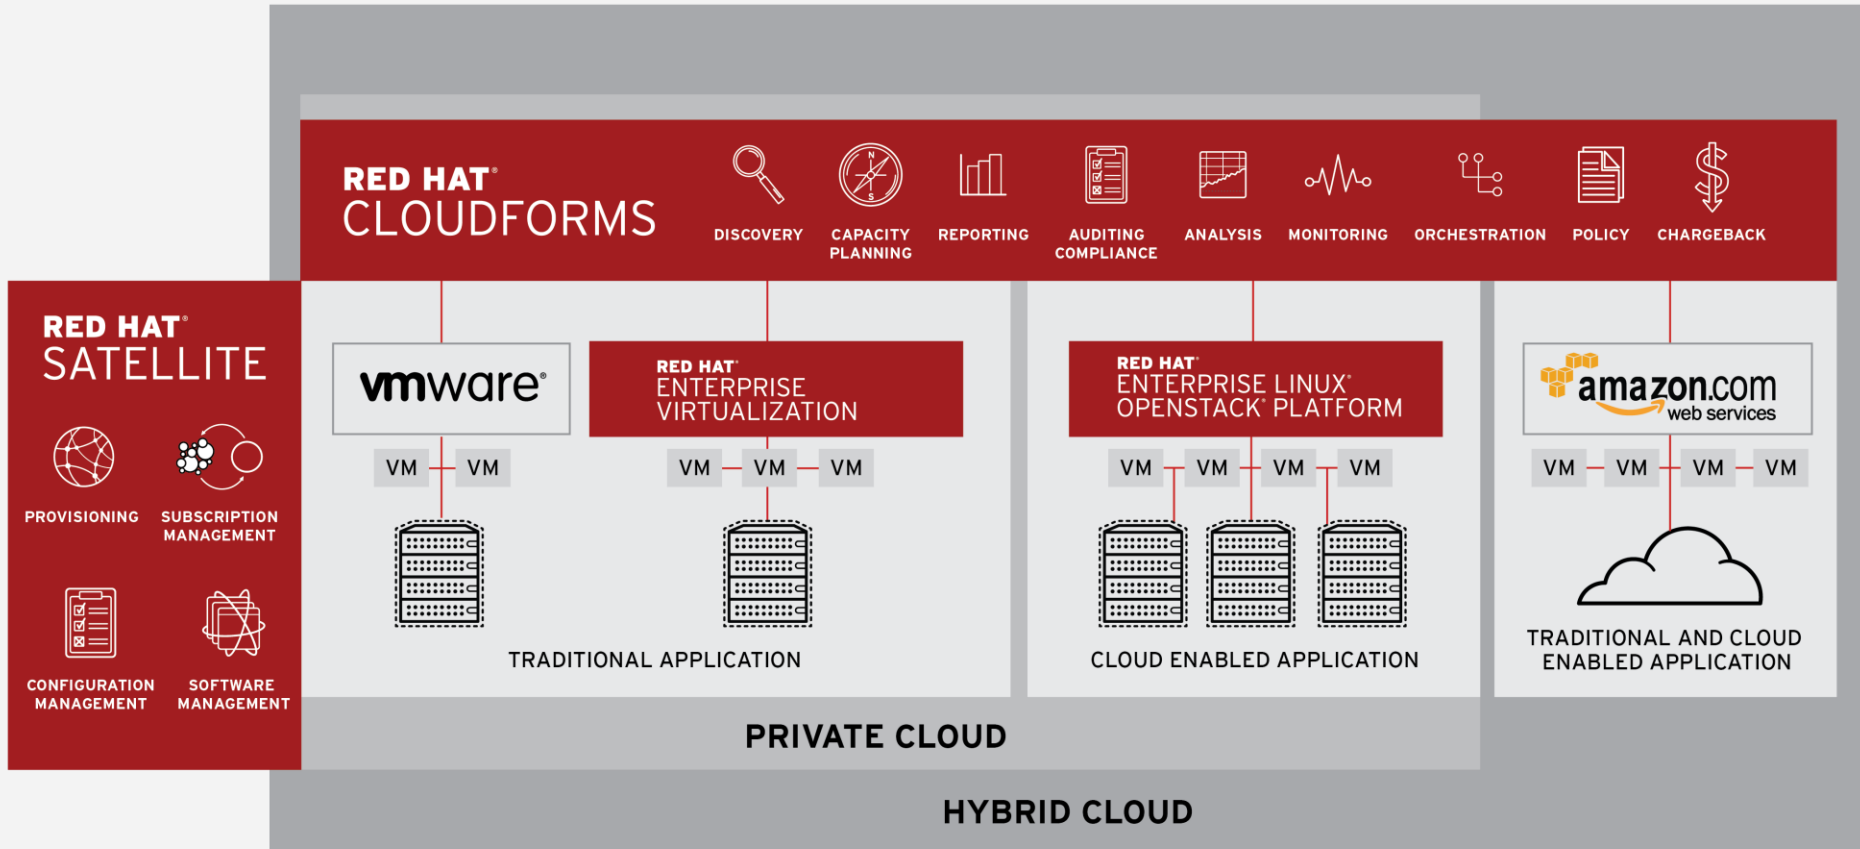 RED HAT®
CLOUDFORMS
DISCOVERY
CAPACITY
PLANNING
REPORTING
AUDITING
COMPLIANCE
ANALYSIS
MONITORING
ORCHESTRATION
POLICY
CHARGEBACK
N
S
RED HAT®
SATELLITE
PROVISIONING
SUBSCRIPTION
MANAGEMENT
CONFIGURATION
MANAGEMENT
SOFTWARE
MANAGEMENT
vmware®
VM VM
RED HAT®
ENTERPRISE
VIRTUALIZATION
VM VM VM
TRADITIONAL APPLICATION
RED HAT®
ENTERPRISE LINUX®
OPENSTACK® PLATFORM
VM VM VM VM
CLOUD ENABLED APPLICATION
amazon.com
web services
VM VM VM VM
TRADITIONAL AND CLOUD
ENABLED APPLICATION
PRIVATE CLOUD
HYBRID CLOUD